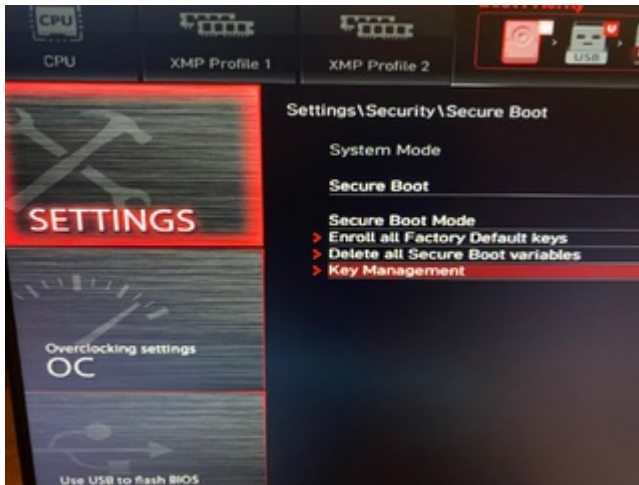 CPU
CPU
XMP Profile 1
XMP Profile 2
USB
Settings\Security\Secure Boot
System Mode
Secure Boot
Secure Boot Mode
> Enroll all Factory Default keys
> Delete all Secure Boot variables
> Key Management
SETTINGS
Overclocking settings
OC
Use USB to flash BIOS